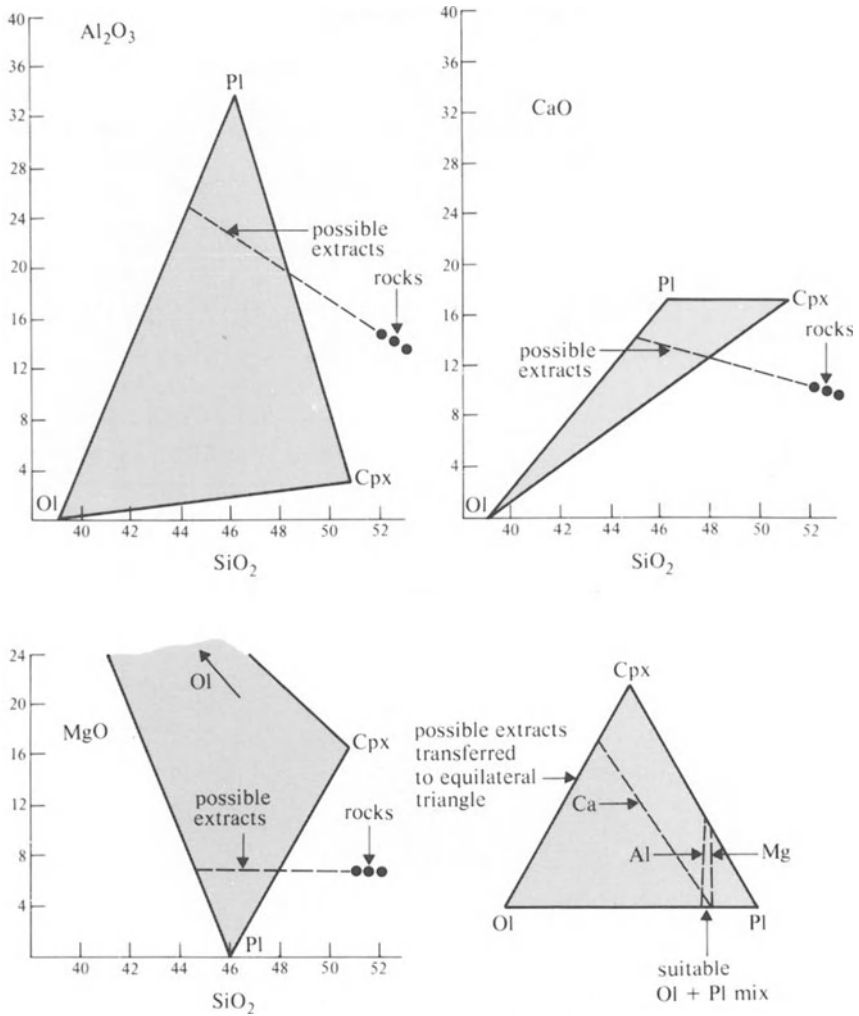 40
36
32
28
24
20
16
12
8
4
Al₂O₃
Pl
possible
extracts
rocks
Ol
Cpx
40 42 44 46 48 50 52
SiO₂
40
36
32
28
24
20
16
12
8
4
CaO
Pl
Cpx
rocks
possible
extracts
Ol
40 42 44 46 48 50 52
SiO₂
24
20
16
12
8
4
MgO
Ol
Cpx
possible
extracts
rocks
Pl
40 42 44 46 48 50 52
SiO₂
Cpx
possible extracts
transferred
to equilateral
triangle
Ca
Al
Mg
Ol
Pl
suitable
Ol + Pl mix